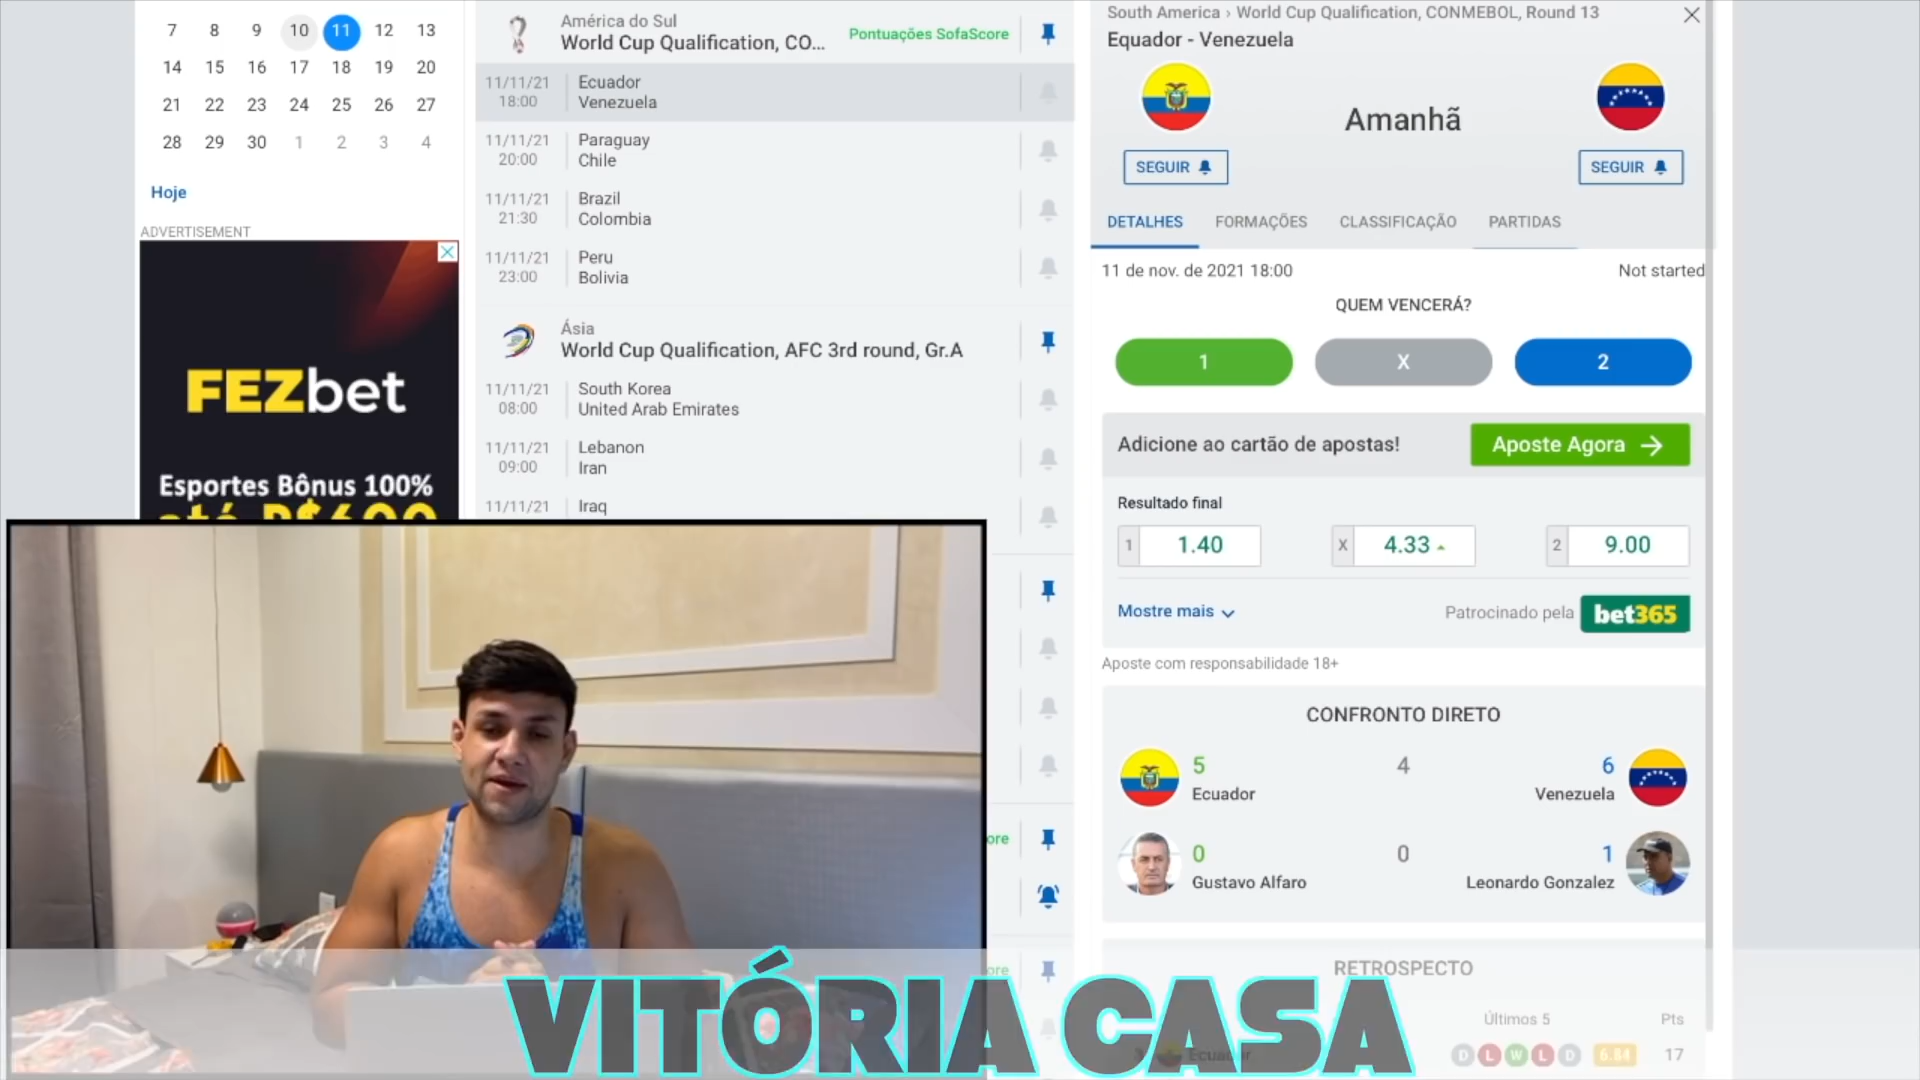 7 8 9 10 11 12 13
14 15 16 17 18 19 20
21 22 23 24 25 26 27
28 29 30 1 2 3 4
Hoje
ADVERTISEMENT
FEZbet
Esportes Bônus 100%
até R$600
América do Sul
World Cup Qualification, CO...
Pontuações SofaScore
11/11/21
18:00
Ecuador
Venezuela
11/11/21
20:00
Paraguay
Chile
11/11/21
21:30
Brazil
Colombia
11/11/21
23:00
Peru
Bolivia
Ásia
World Cup Qualification, AFC 3rd round, Gr.A
11/11/21
08:00
South Korea
United Arab Emirates
11/11/21
09:00
Lebanon
Iran
11/11/21
Iraq
ore
ore
South America › World Cup Qualification, CONMEBOL, Round 13
Equador - Venezuela
Amanhã
SEGUIR
SEGUIR
DETALHES FORMAÇÕES CLASSIFICAÇÃO PARTIDAS
11 de nov. de 2021 18:00
Not started
QUEM VENCERÁ?
1 X 2
Adicione ao cartão de apostas!
Aposte Agora
Resultado final
1 1.40 X 4.33 2 9.00
Mostre mais
Patrocinado pela bet365
Aposte com responsabilidade 18+
CONFRONTO DIRETO
5 4 6
Ecuador Venezuela
0 0 1
Gustavo Alfaro Leonardo Gonzalez
RETROSPECTO
Últimos 5 Pts
Ecuador D L W L D 6.84 17
VITÓRIA CASA